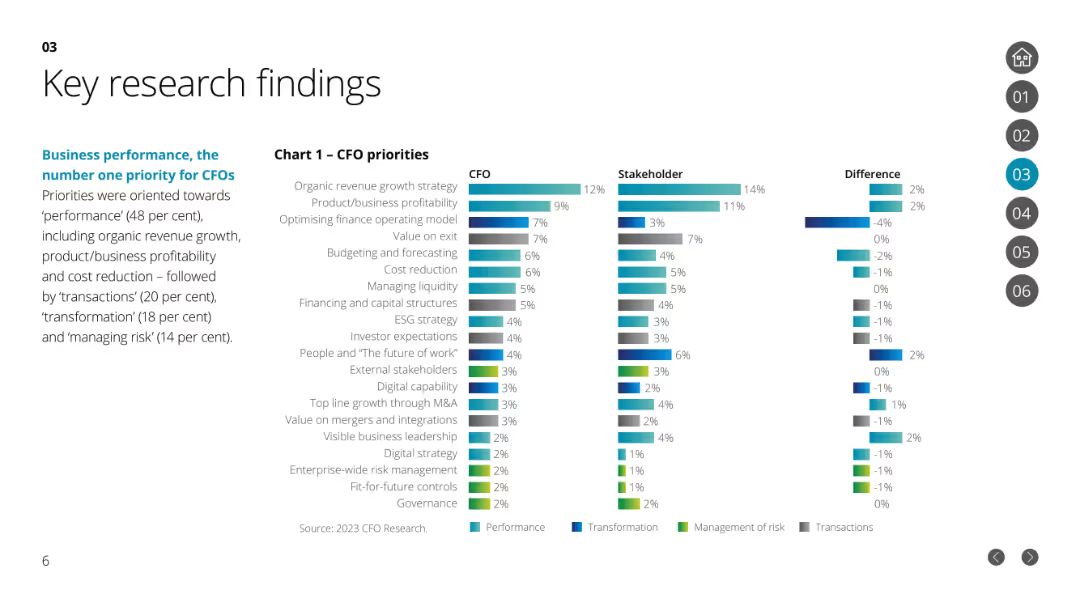 03
Key research findings
01
02
03
04
05
06
Business performance, the
number one priority for CFOs
Priorities were oriented towards
‘performance’ (48 per cent),
including organic revenue growth,
product/business profitability
and cost reduction – followed
by ‘transactions’ (20 per cent),
‘transformation’ (18 per cent)
and ‘managing risk’ (14 per cent).
Chart 1 – CFO priorities
CFO Stakeholder Difference
Organic revenue growth strategy 12% 14% 2%
Product/business profitability 9% 11% 2%
Optimising finance operating model 7% 3% -4%
Value on exit 7% 7% 0%
Budgeting and forecasting 6% 4% -2%
Cost reduction 6% 5% -1%
Managing liquidity 5% 5% 0%
Financing and capital structures 5% 4% -1%
ESG strategy 4% 3% -1%
Investor expectations 4% 3% -1%
People and “The future of work” 4% 6% 2%
External stakeholders 3% 3% 0%
Digital capability 3% 2% -1%
Top line growth through M&A 3% 4% 1%
Value on mergers and integrations 3% 2% -1%
Visible business leadership 2% 4% 2%
Digital strategy 2% 1% -1%
Enterprise-wide risk management 2% 1% -1%
Fit-for-future controls 2% 1% -1%
Governance 2% 2% 0%
Source: 2023 CFO Research. Performance Transformation Management of risk Transactions
6